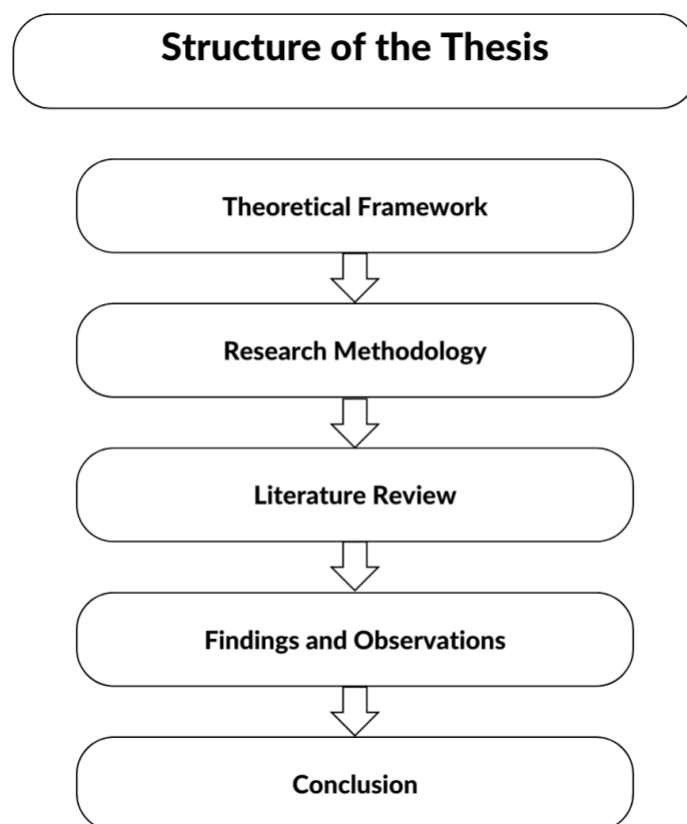 Structure of the Thesis
Theoretical Framework
Research Methodology
Literature Review
Findings and Observations
Conclusion